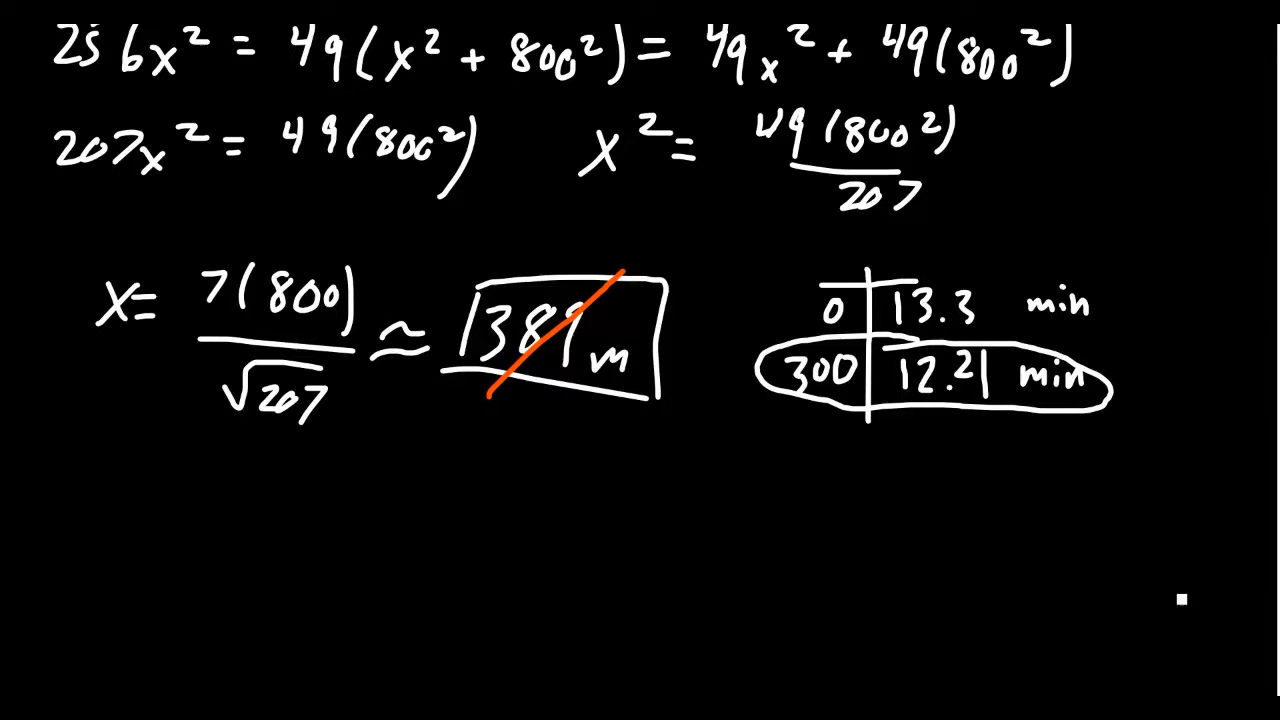 256x² = 49(x² + 800²) = 49x² + 49(800²)
207x² = 49(800²) x² = 49(800²)/207
x = 7(800)/√207 ≈ 389 m
0 | 13.3 min
300 | 12.21 min